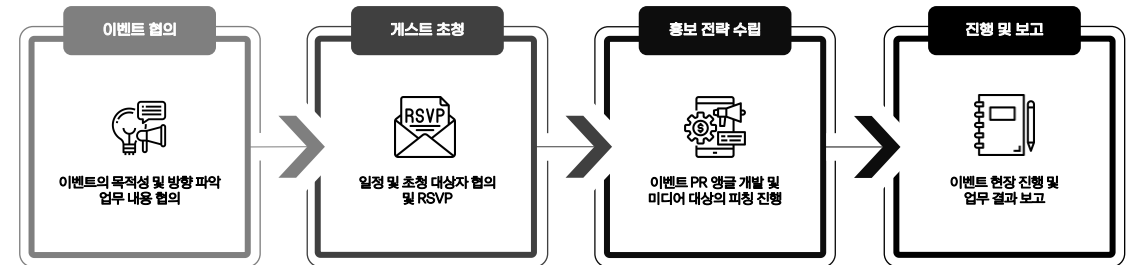 이벤트 협의
이벤트의 목적성 및 방향 파악
업무 내용 협의
게스트 초청
RSVP
일정 및 초청 대상자 협의
및 RSVP
홍보 전략 수립
$
이벤트 PR 앵글 개발 및
미디어 대상의 피칭 진행
진행 및 보고
이벤트 현장 진행 및
업무 결과 보고